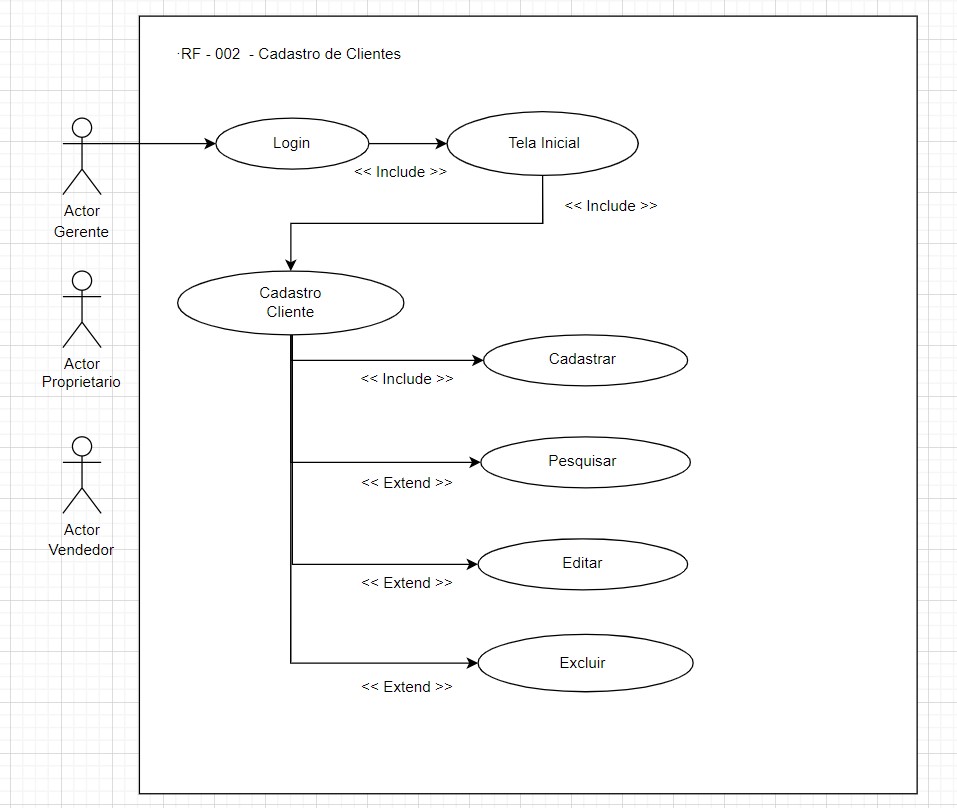 ·RF - 002 - Cadastro de Clientes
Login
Tela Inicial
<< Include >>
<< Include >>
Actor
Gerente
Cadastro
Cliente
Actor
Proprietario
Cadastrar
<< Include >>
Pesquisar
<< Extend >>
Actor
Vendedor
Editar
<< Extend >>
Excluir
<< Extend >>